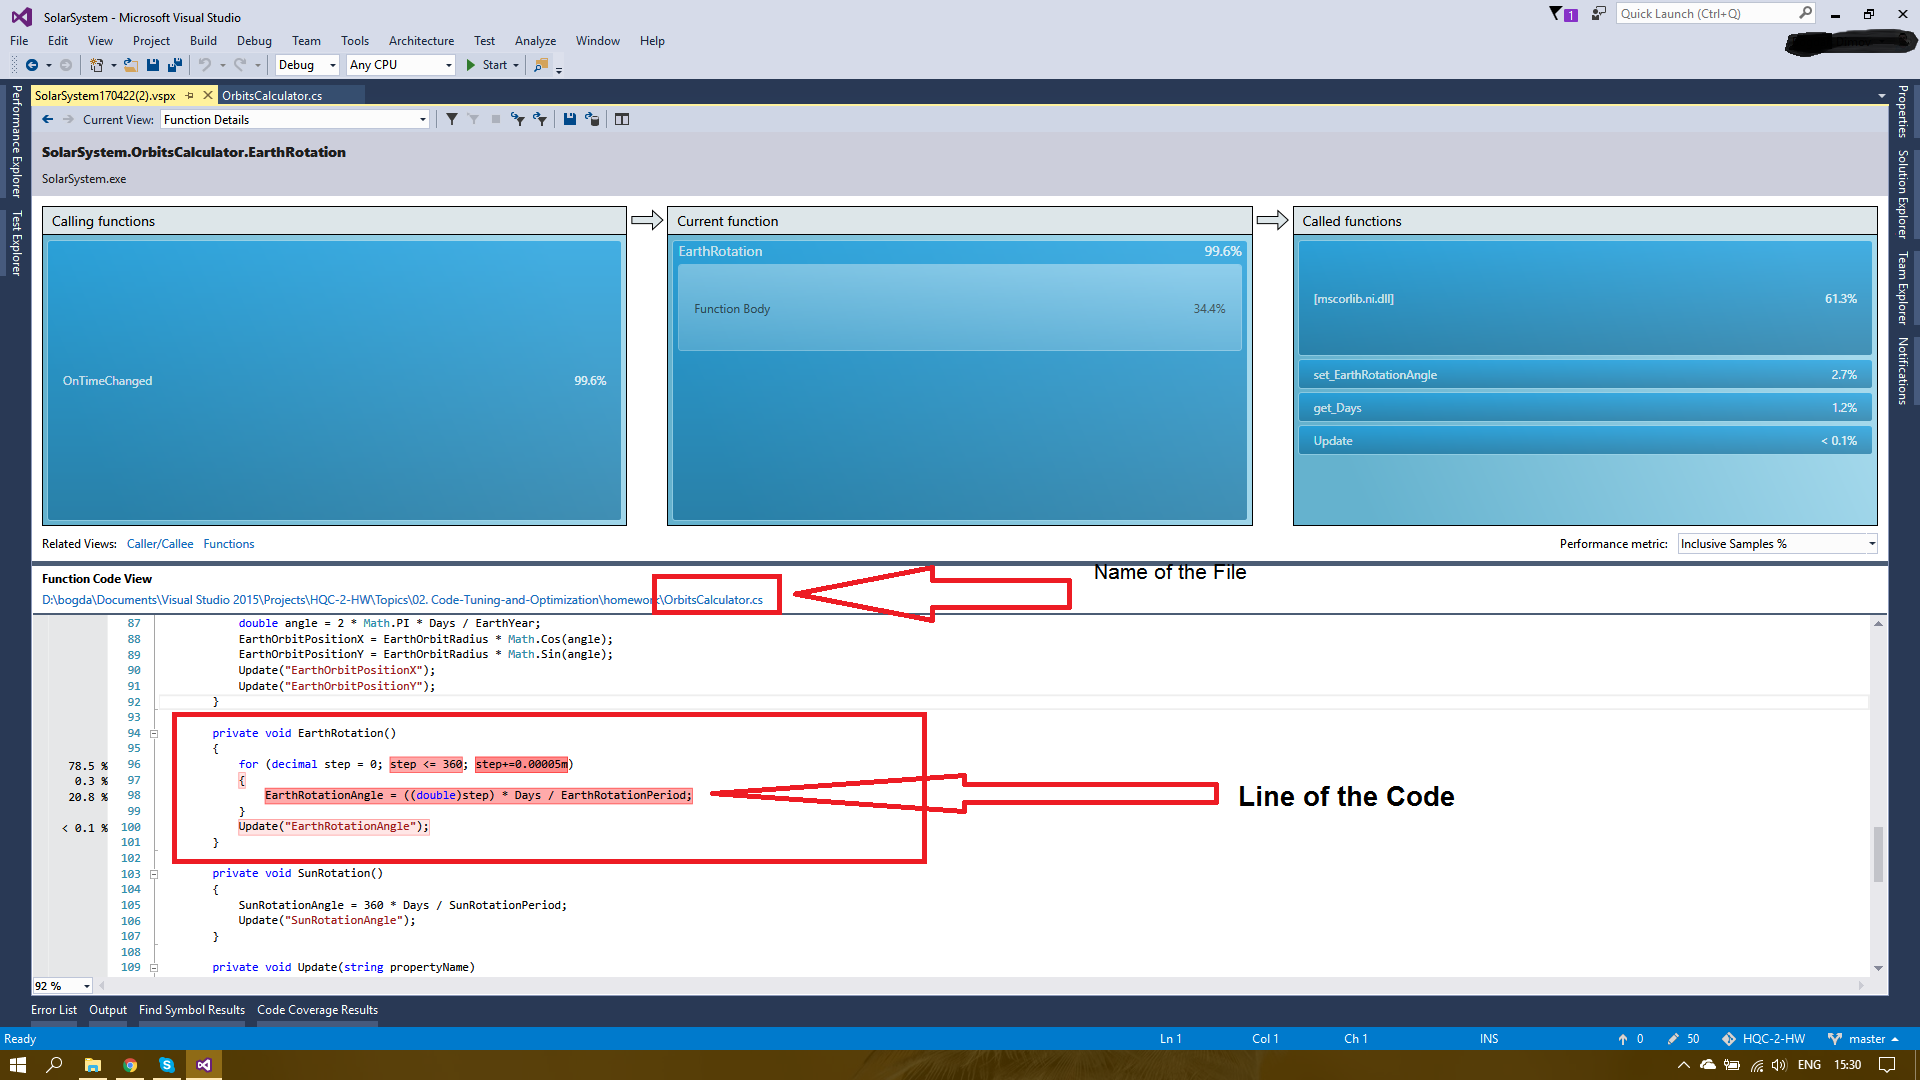 SolarSystem - Microsoft Visual Studio
1
Quick Launch (Ctrl+Q)
File Edit View Project Build Debug Team Tools Architecture Test Analyze Window Help
Debug Any CPU Start
SolarSystem170422(2).vspx OrbitsCalculator.cs
Current View: Function Details
SolarSystem.OrbitsCalculator.EarthRotation
SolarSystem.exe
Performance Explorer
Test Explorer
Properties
Solution Explorer
Team Explorer
Notifications
Calling functions
OnTimeChanged 99.6%
Current function
EarthRotation 99.6%
Function Body 34.4%
Called functions
[mscorlib.ni.dll] 61.3%
set_EarthRotationAngle 2.7%
get_Days 1.2%
Update < 0.1%
Related Views: Caller/Callee Functions
Performance metric: Inclusive Samples %
Function Code View
Name of the File
D:\bogda\Documents\Visual Studio 2015\Projects\HQC-2-HW\Topics\02. Code-Tuning-and-Optimization\homework\OrbitsCalculator.cs
87 double angle = 2 * Math.PI * Days / EarthYear;
88 EarthOrbitPositionX = EarthOrbitRadius * Math.Cos(angle);
89 EarthOrbitPositionY = EarthOrbitRadius * Math.Sin(angle);
90 Update("EarthOrbitPositionX");
91 Update("EarthOrbitPositionY");
92 }
93
94 private void EarthRotation()
95 {
78.5 % 96 for (decimal step = 0; step <= 360; step+=0.00005m)
0.3 % 97 {
20.8 % 98 EarthRotationAngle = ((double)step) * Days / EarthRotationPeriod;
Line of the Code
99 }
< 0.1 % 100 Update("EarthRotationAngle");
101 }
102
103 private void SunRotation()
104 {
105 SunRotationAngle = 360 * Days / SunRotationPeriod;
106 Update("SunRotationAngle");
107 }
108
109 private void Update(string propertyName)
92 %
Error List Output Find Symbol Results Code Coverage Results
Ready Ln 1 Col 1 Ch 1 INS 0 50 HQC-2-HW master
ENG 15:30